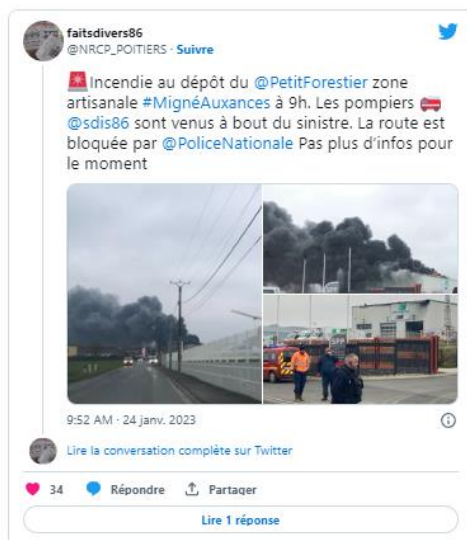 faitsdivers86
@NRCP_POITIERS · Suivre
🚨Incendie au dépôt du @PetitForestier zone
artisanale #MignéAuxances à 9h. Les pompiers 🚒
@sdis86 sont venus à bout du sinistre. La route est
bloquée par @PoliceNationale Pas plus d'infos pour
le moment
9:52 AM · 24 janv. 2023
Lire la conversation complète sur Twitter
34 Répondre Partager
Lire 1 réponse